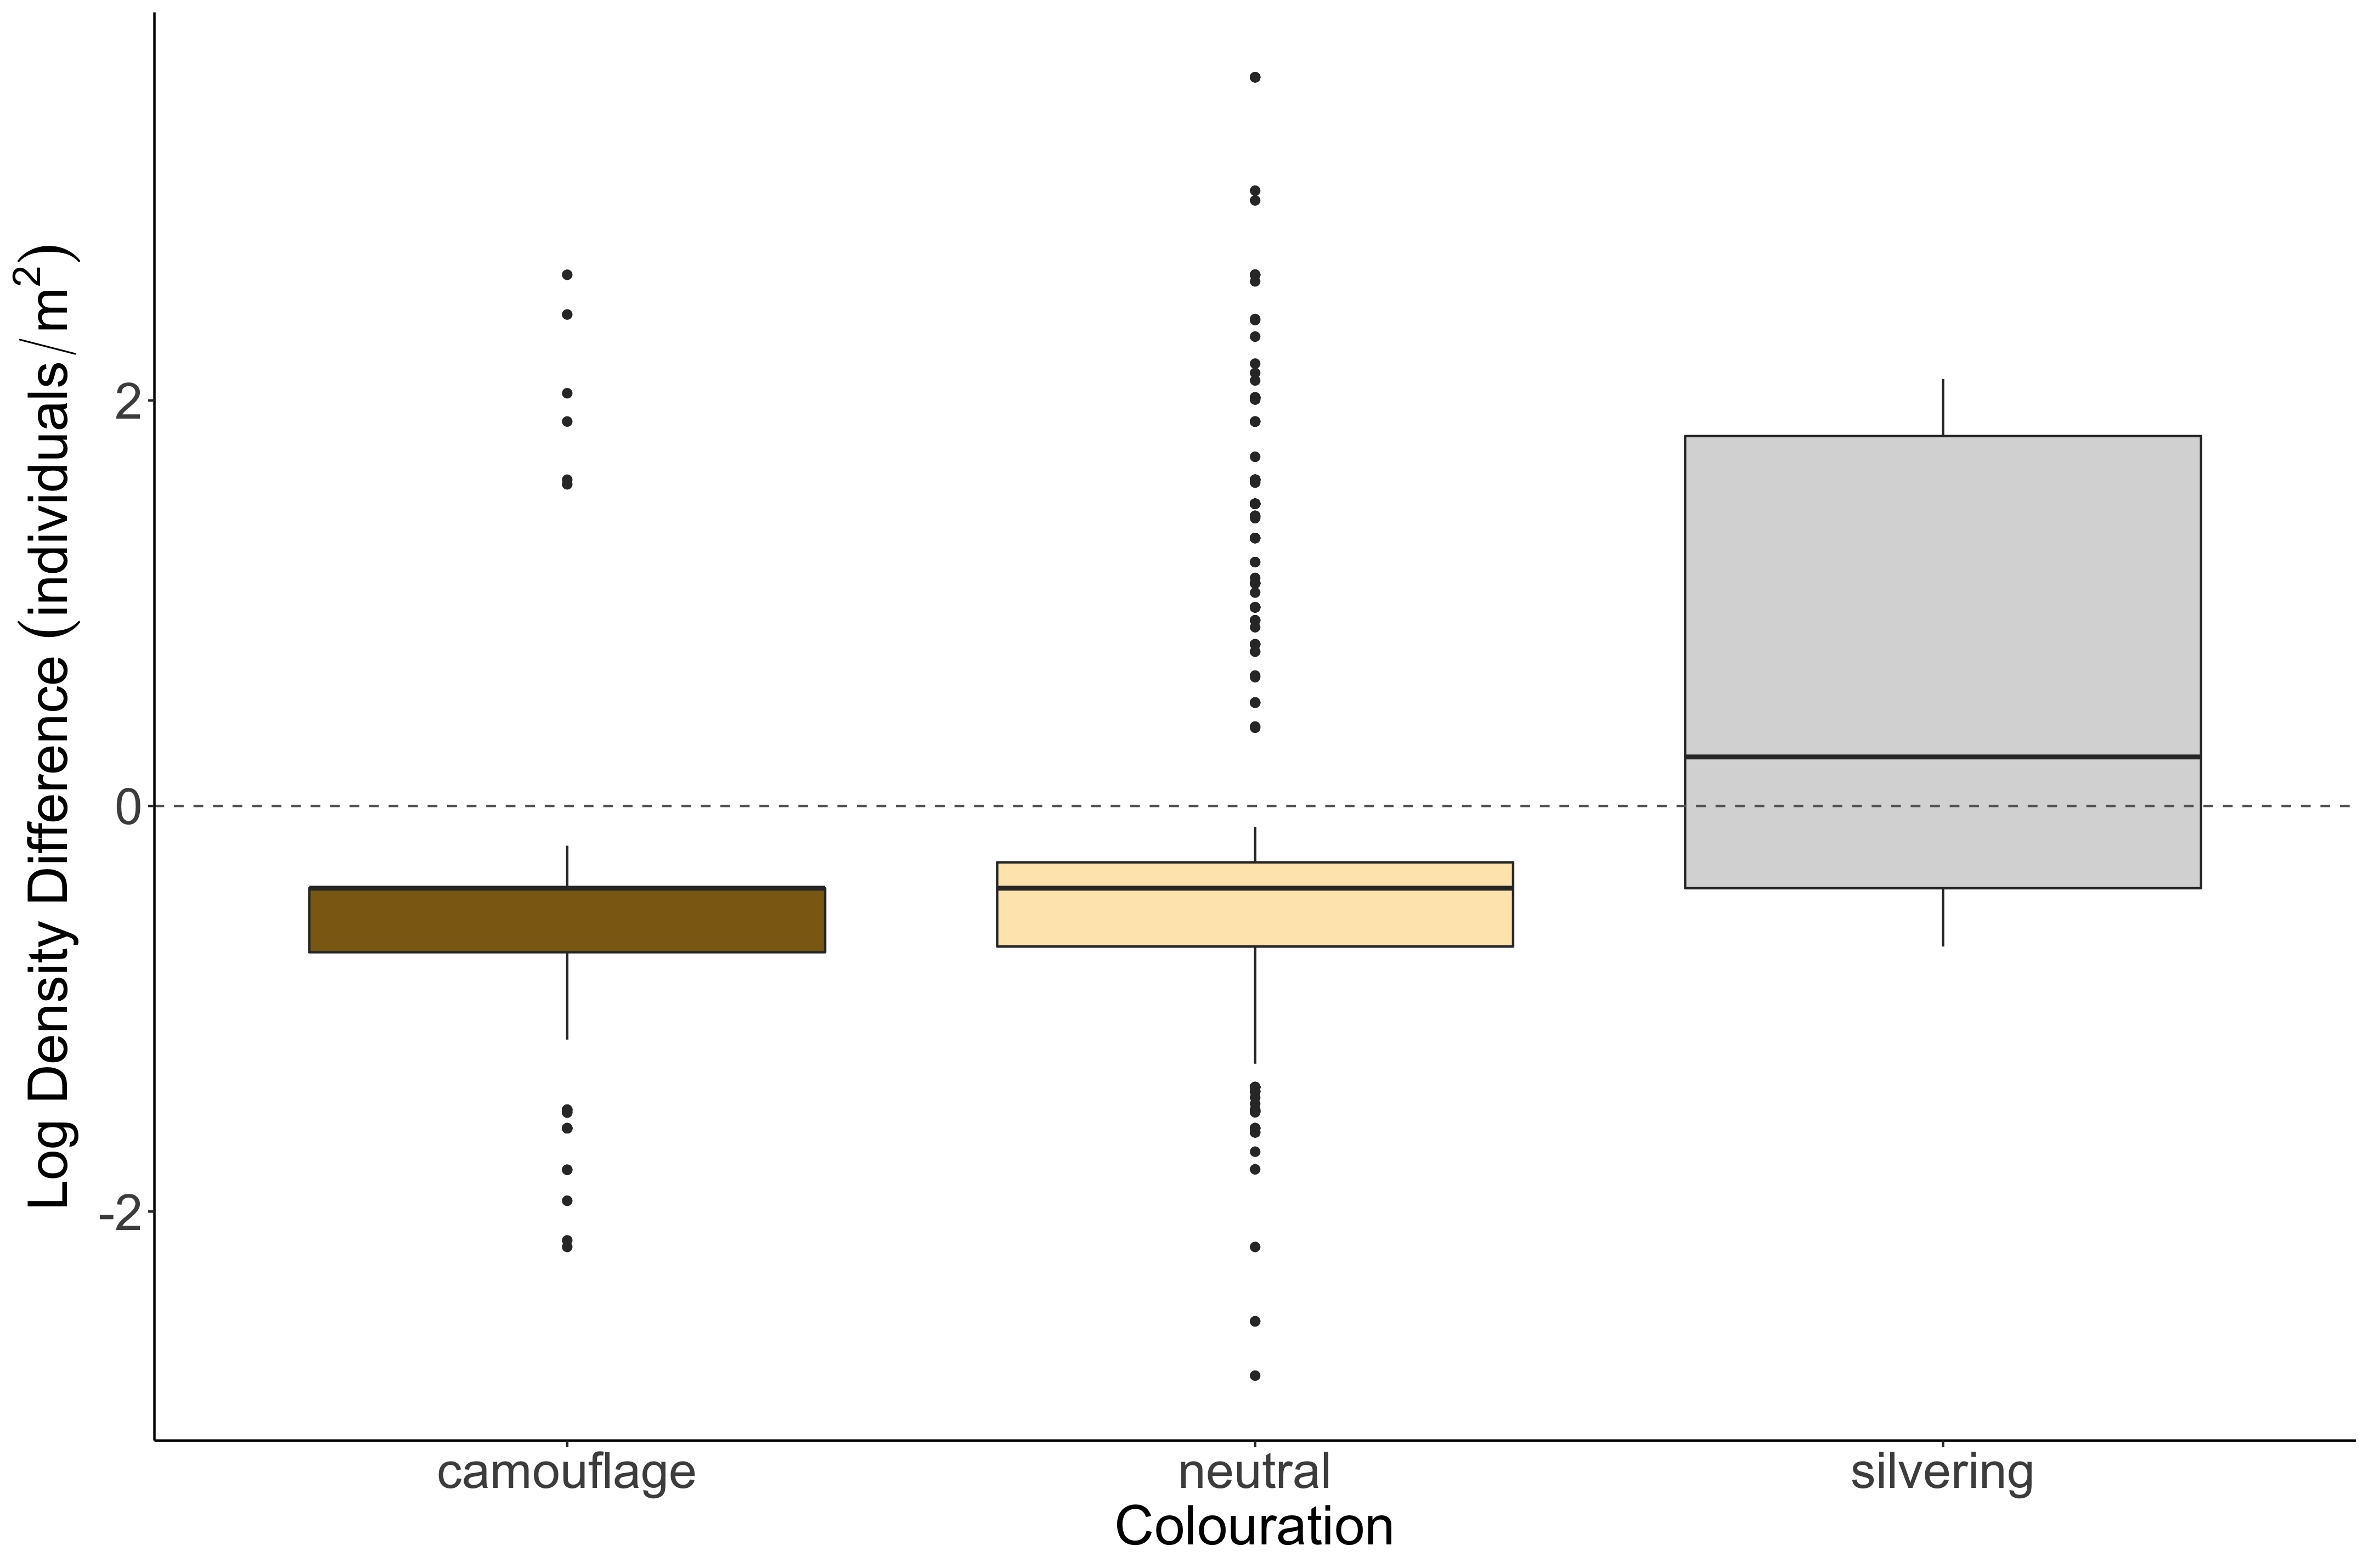 Log Density Difference (individuals/m²)
2
0
-2
camouflage neutral silvering
Colouration